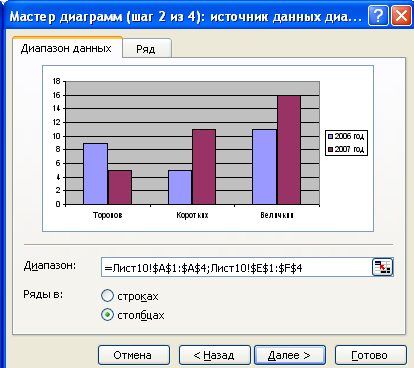 Мастер диаграмм (шаг 2 из 4): источник данных диа...
Диапазон данных
Ряд
18
16
14
12
10
8
6
4
2
0
Торопов
Коротких
Величкин
2006 год
2007 год
Диапазон:
=Лист10!$A$1:$A$4;Лист10!$E$1:$F$4
Ряды в:
строках
столбцах
Отмена
< Назад
Далее >
Готово